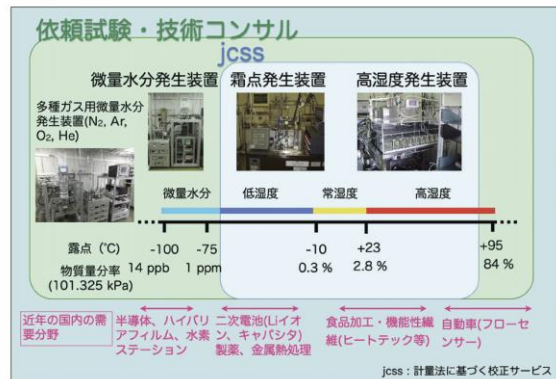 依頼試験・技術コンサル
jcss
微量水分発生装置
霜点発生装置
高湿度発生装置
多種ガス用微量水分
発生装置(N₂, Ar,
O₂, He)
微量水分
低湿度
常湿度
高湿度
露点 (℃)
-100
-75
-10
+23
+95
物質量分率
(101.325 kPa)
14 ppb
1 ppm
0.3 %
2.8 %
84 %
近年の国内の需
要分野
半導体、ハイバリ
アフィルム、水素
ステーション
二次電池(Liイオ
ン、キャパシタ)
製薬、金属熱処理
食品加工・機能性繊
維(ヒートテック等)
自動車(フローセ
ンサー)
jcss：計量法に基づく校正サービス